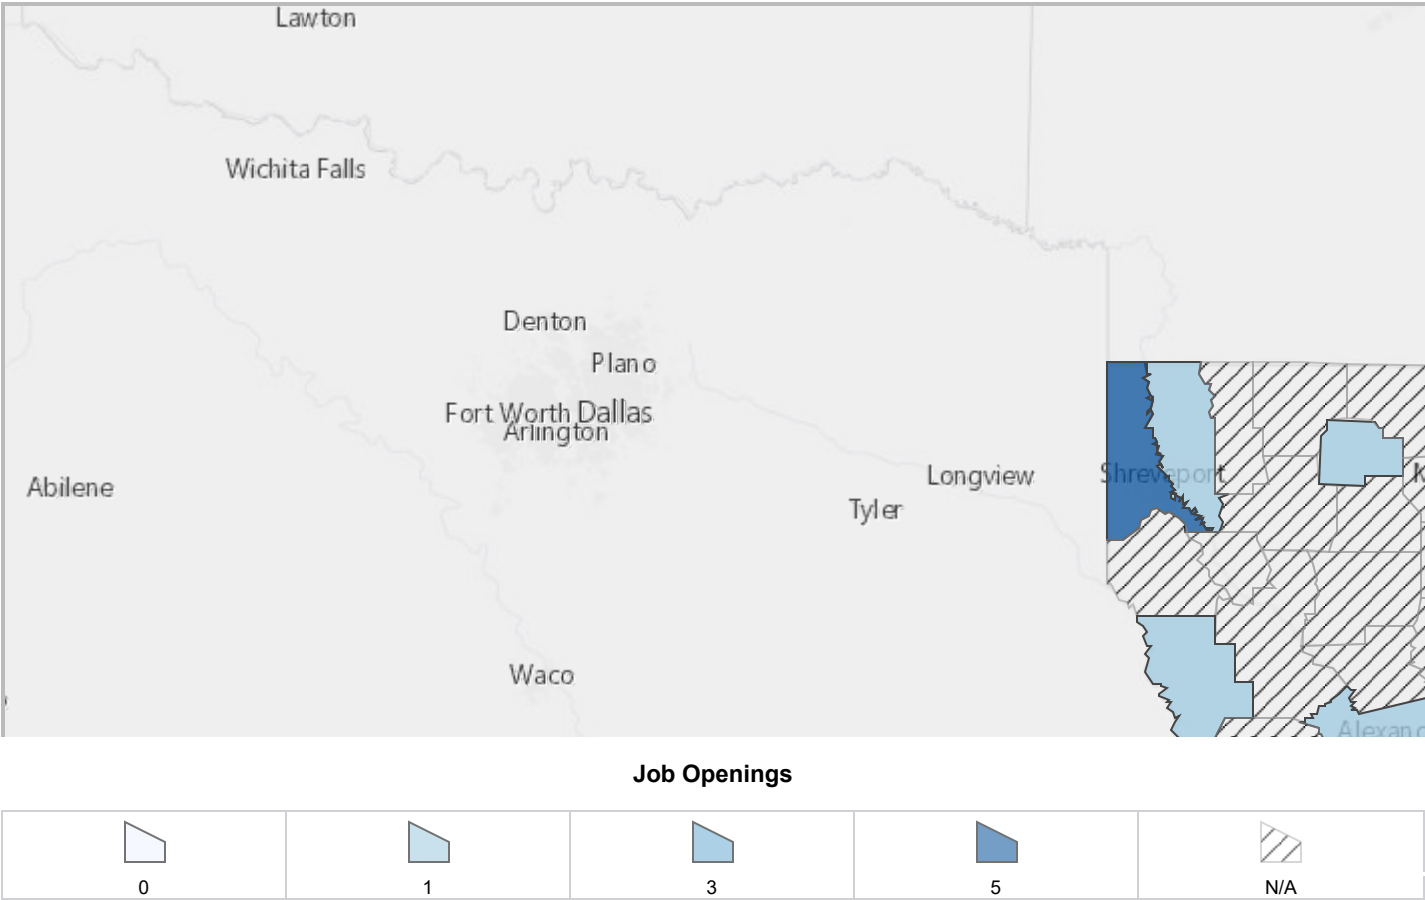 Lawton
Wichita Falls
Denton
Plano
Fort Worth Dallas
Arlington
Shreveport
Longview
Abilene
Tyler
Waco
Job Openings
0
1
3
5
N/A